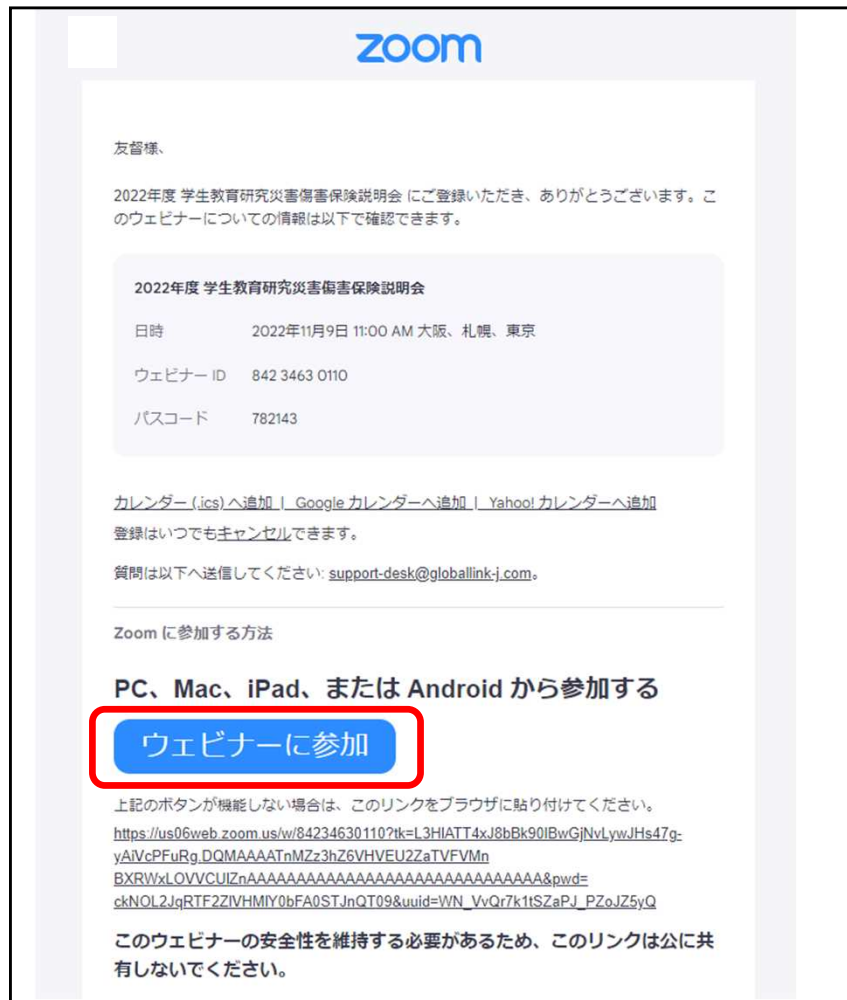 zoom
友督様、
2022年度 学生教育研究災害傷害保険説明会 にご登録いただき、ありがとうございます。こ
のウェビナーについての情報は以下で確認できます。
2022年度 学生教育研究災害傷害保険説明会
日時 2022年11月9日 11:00 AM 大阪、札幌、東京
ウェビナー ID 842 3463 0110
パスコード 782143
カレンダー (.ics) へ追加 | Google カレンダーへ追加 | Yahoo! カレンダーへ追加
登録はいつでもキャンセルできます。
質問は以下へ送信してください: support-desk@globallink-j.com。
Zoom に参加する方法
PC、Mac、iPad、または Android から参加する
ウェビナーに参加
上記のボタンが機能しない場合は、このリンクをブラウザに貼り付けてください。
https://us06web.zoom.us/w/84234630110?tk=L3HIATT4xJ8bBk90IBwGjNvLywJHs47g-
yAiVcPFuRg.DQMAAAATnMZz3hZ6VHVEU2ZaTVFVMn
BXRWxLOVVCUlZnAAAAAAAAAAAAAAAAAAAAAAAAAAAAAA&pwd=
ckNOL2JqRTF2ZlVHMlY0bFA0STJnQT09&uuid=WN_VvQr7k1tSZaPJ_PZoJZ5yQ
このウェビナーの安全性を維持する必要があるため、このリンクは公に共
有しないでください。